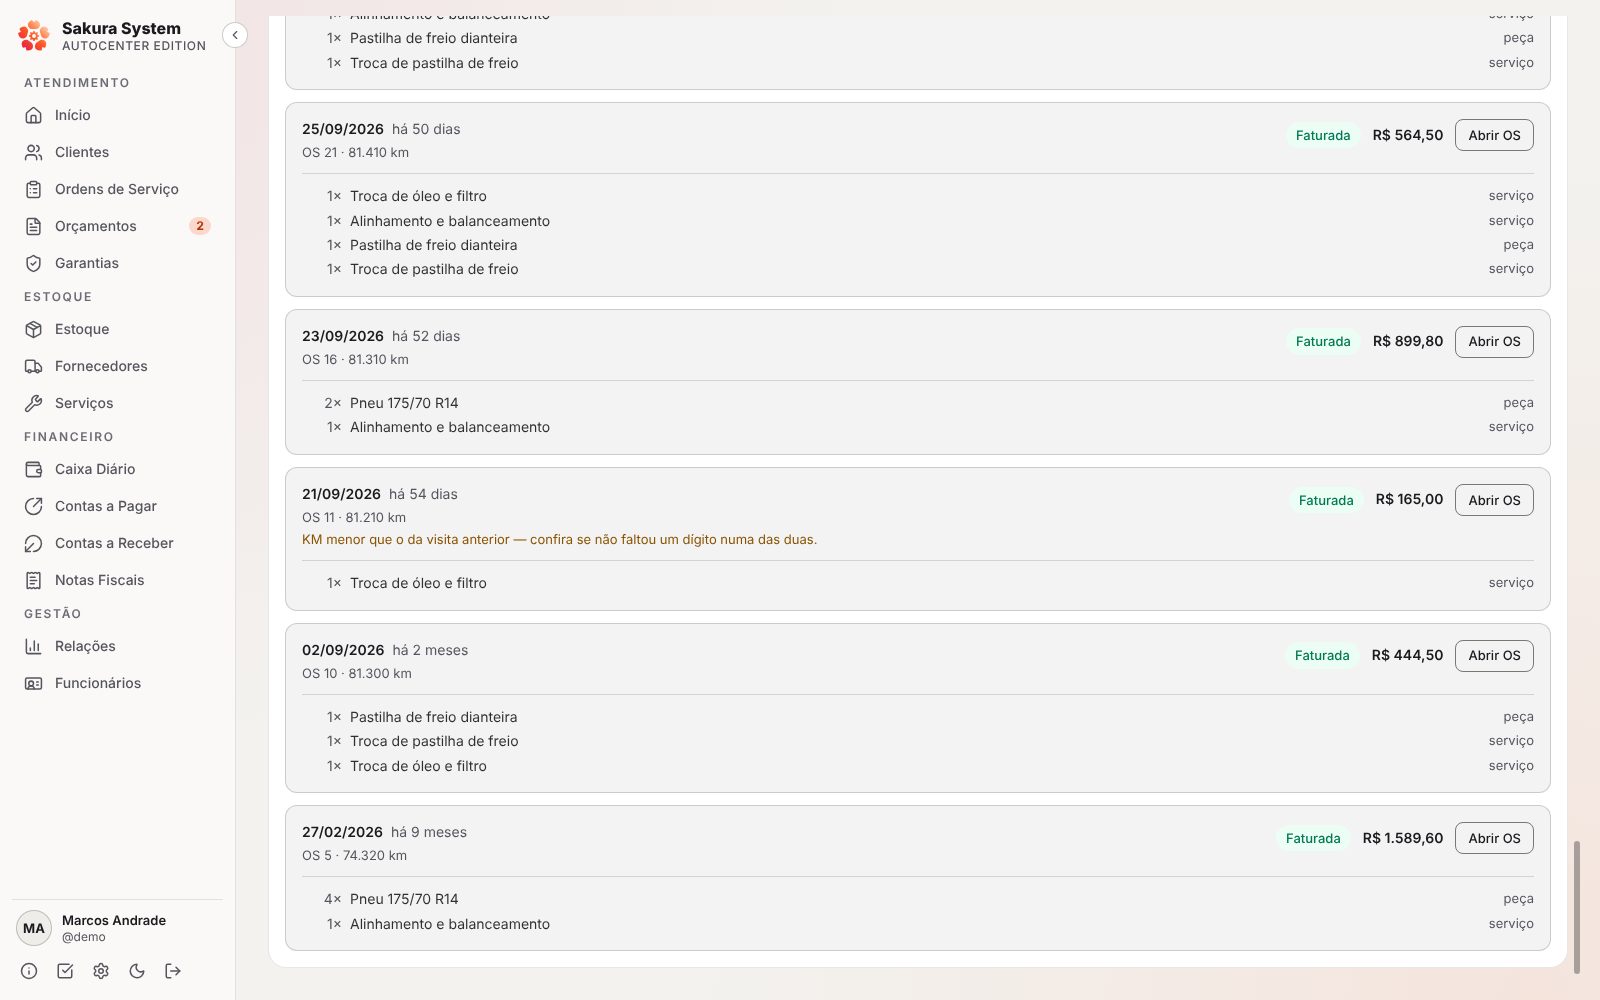 Sakura System
AUTOCENTER EDITION
ATENDIMENTO
Início
Clientes
Ordens de Serviço
Orçamentos 2
Garantias
ESTOQUE
Estoque
Fornecedores
Serviços
FINANCEIRO
Caixa Diário
Contas a Pagar
Contas a Receber
Notas Fiscais
GESTÃO
Relações
Funcionários
MA Marcos Andrade
@demo
1× Alinhamento e balanceamento serviço
1× Pastilha de freio dianteira peça
1× Troca de pastilha de freio serviço
25/09/2026 há 50 dias Faturada R$ 564,50 Abrir OS
OS 21 · 81.410 km
1× Troca de óleo e filtro serviço
1× Alinhamento e balanceamento serviço
1× Pastilha de freio dianteira peça
1× Troca de pastilha de freio serviço
23/09/2026 há 52 dias Faturada R$ 899,80 Abrir OS
OS 16 · 81.310 km
2× Pneu 175/70 R14 peça
1× Alinhamento e balanceamento serviço
21/09/2026 há 54 dias Faturada R$ 165,00 Abrir OS
OS 11 · 81.210 km
KM menor que o da visita anterior — confira se não faltou um dígito numa das duas.
1× Troca de óleo e filtro serviço
02/09/2026 há 2 meses Faturada R$ 444,50 Abrir OS
OS 10 · 81.300 km
1× Pastilha de freio dianteira peça
1× Troca de pastilha de freio serviço
1× Troca de óleo e filtro serviço
27/02/2026 há 9 meses Faturada R$ 1.589,60 Abrir OS
OS 5 · 74.320 km
4× Pneu 175/70 R14 peça
1× Alinhamento e balanceamento serviço